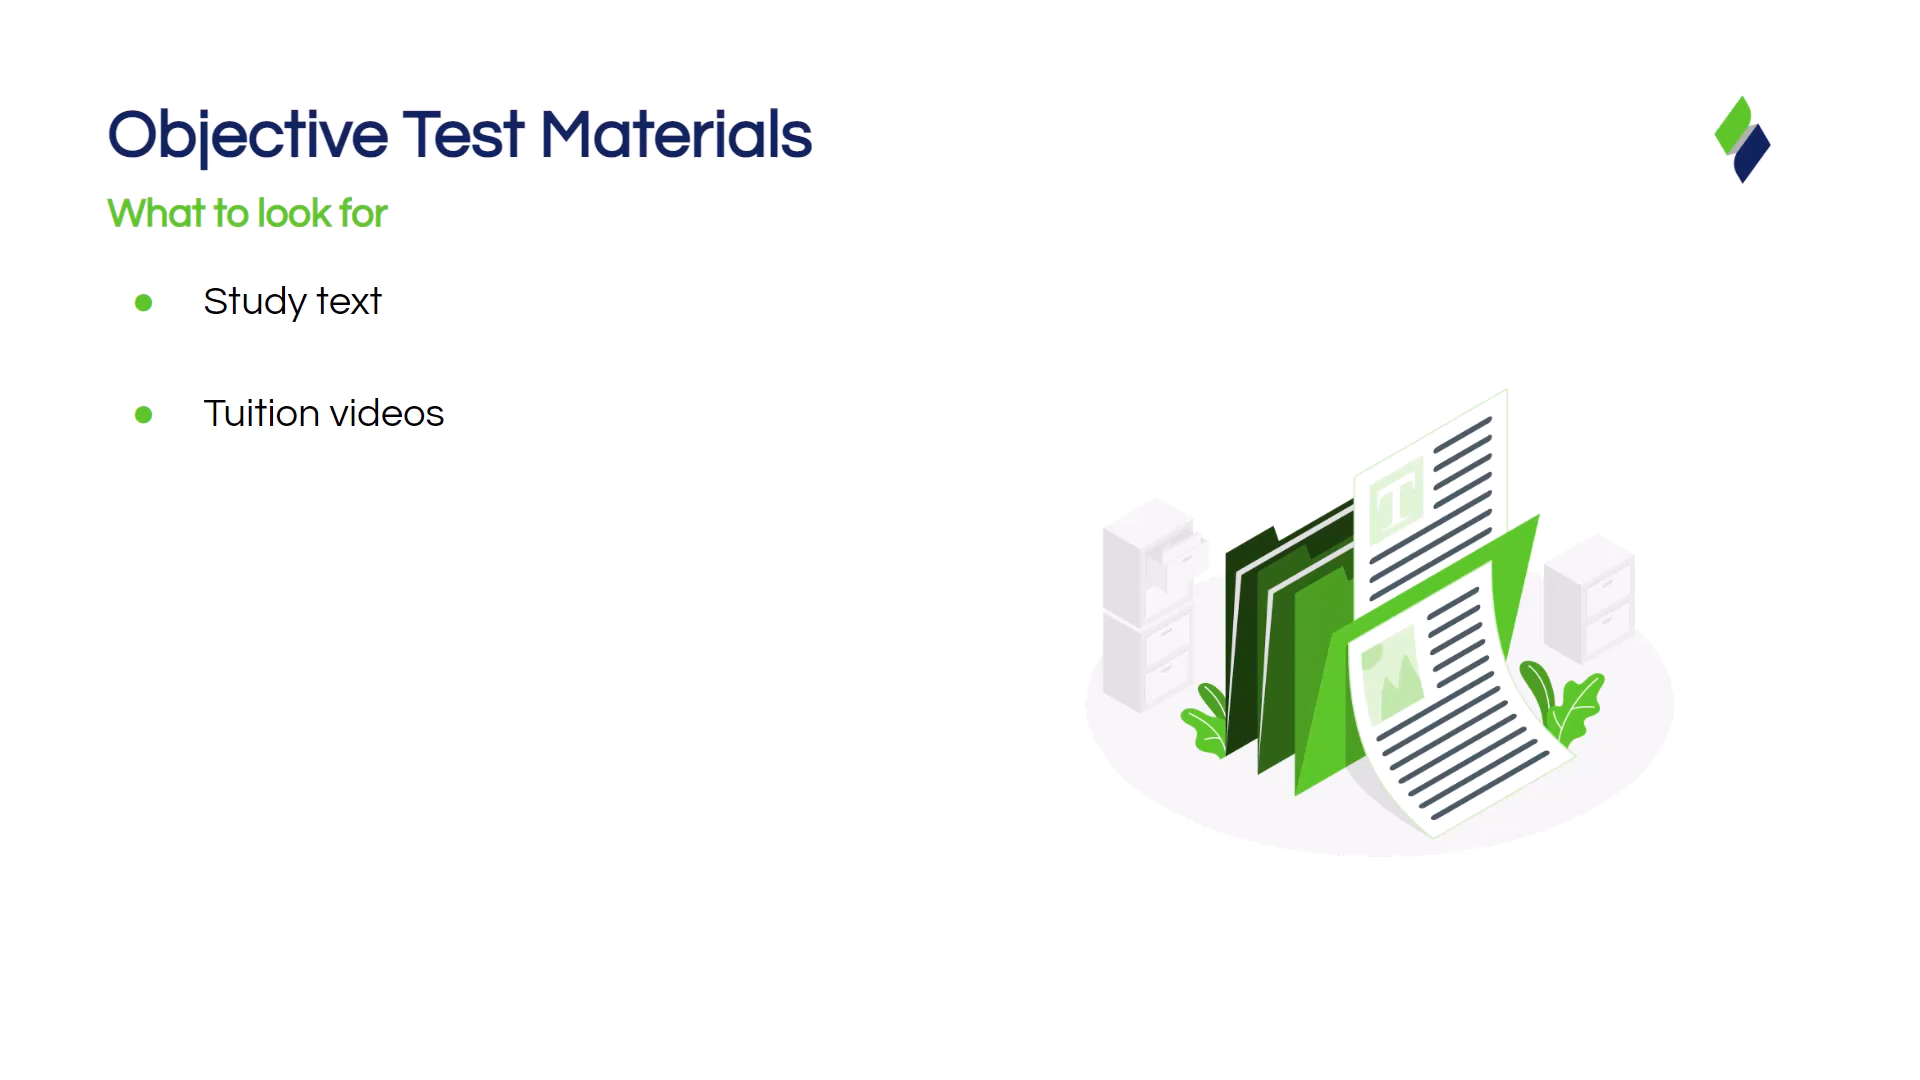 Objective Test Materials
What to look for
Study text
Tuition videos
T